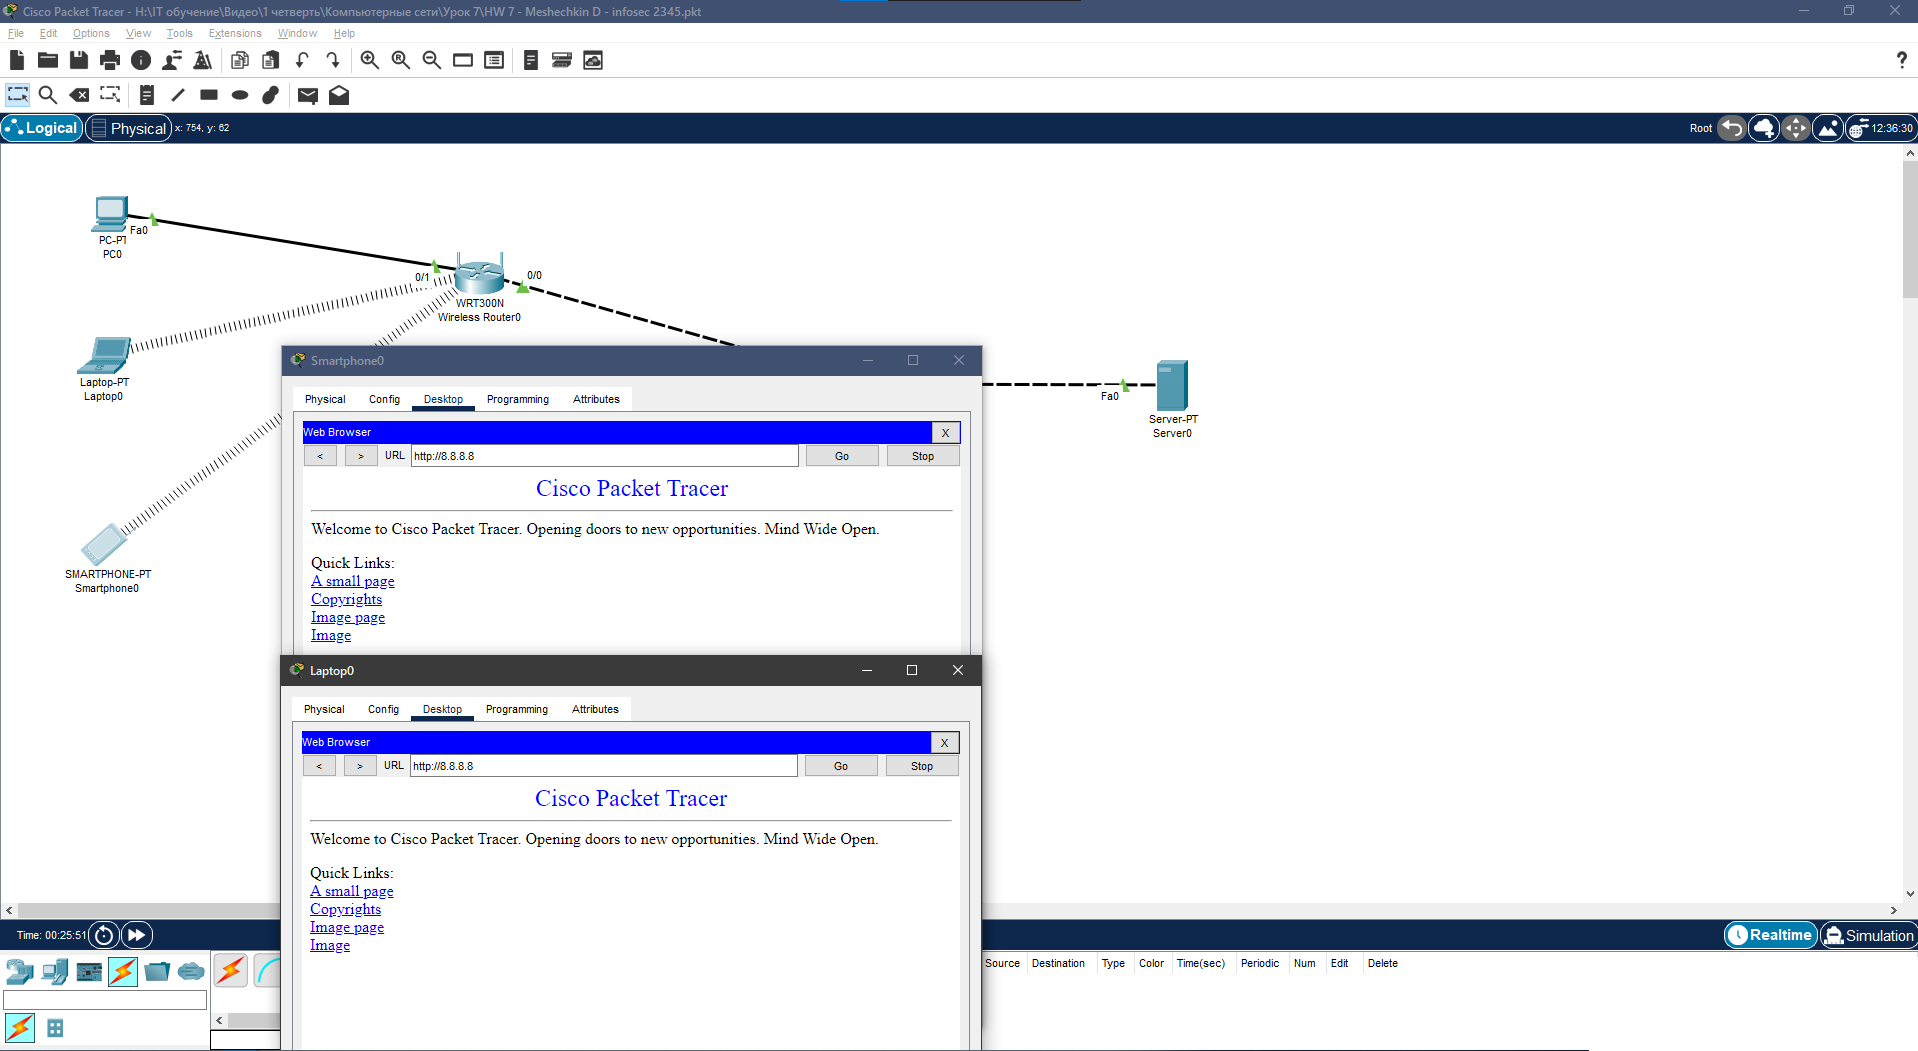 Cisco Packet Tracer - H:\IT обучение\Видео\1 четверть\Компьютерные сети\Урок 7\HW 7 - Meshechkin D - infosec 2345.pkt
File Edit Options View Tools Extensions Window Help
?
Logical Physical x: 754, y: 62 Root 12:36:30
Fa0
PC-PT
PC0
0/1
0/0
WRT300N
Wireless Router0
Laptop-PT
Laptop0
SMARTPHONE-PT
Smartphone0
Fa0
Server-PT
Server0
Smartphone0
Physical Config Desktop Programming Attributes
Web Browser X
< > URL http://8.8.8.8 Go Stop
Cisco Packet Tracer
Welcome to Cisco Packet Tracer. Opening doors to new opportunities. Mind Wide Open.
Quick Links:
A small page
Copyrights
Image page
Image
Laptop0
Physical Config Desktop Programming Attributes
Web Browser X
< > URL http://8.8.8.8 Go Stop
Cisco Packet Tracer
Welcome to Cisco Packet Tracer. Opening doors to new opportunities. Mind Wide Open.
Quick Links:
A small page
Copyrights
Image page
Image
Time: 00:25:51 Realtime Simulation
Source Destination Type Color Time(sec) Periodic Num Edit Delete